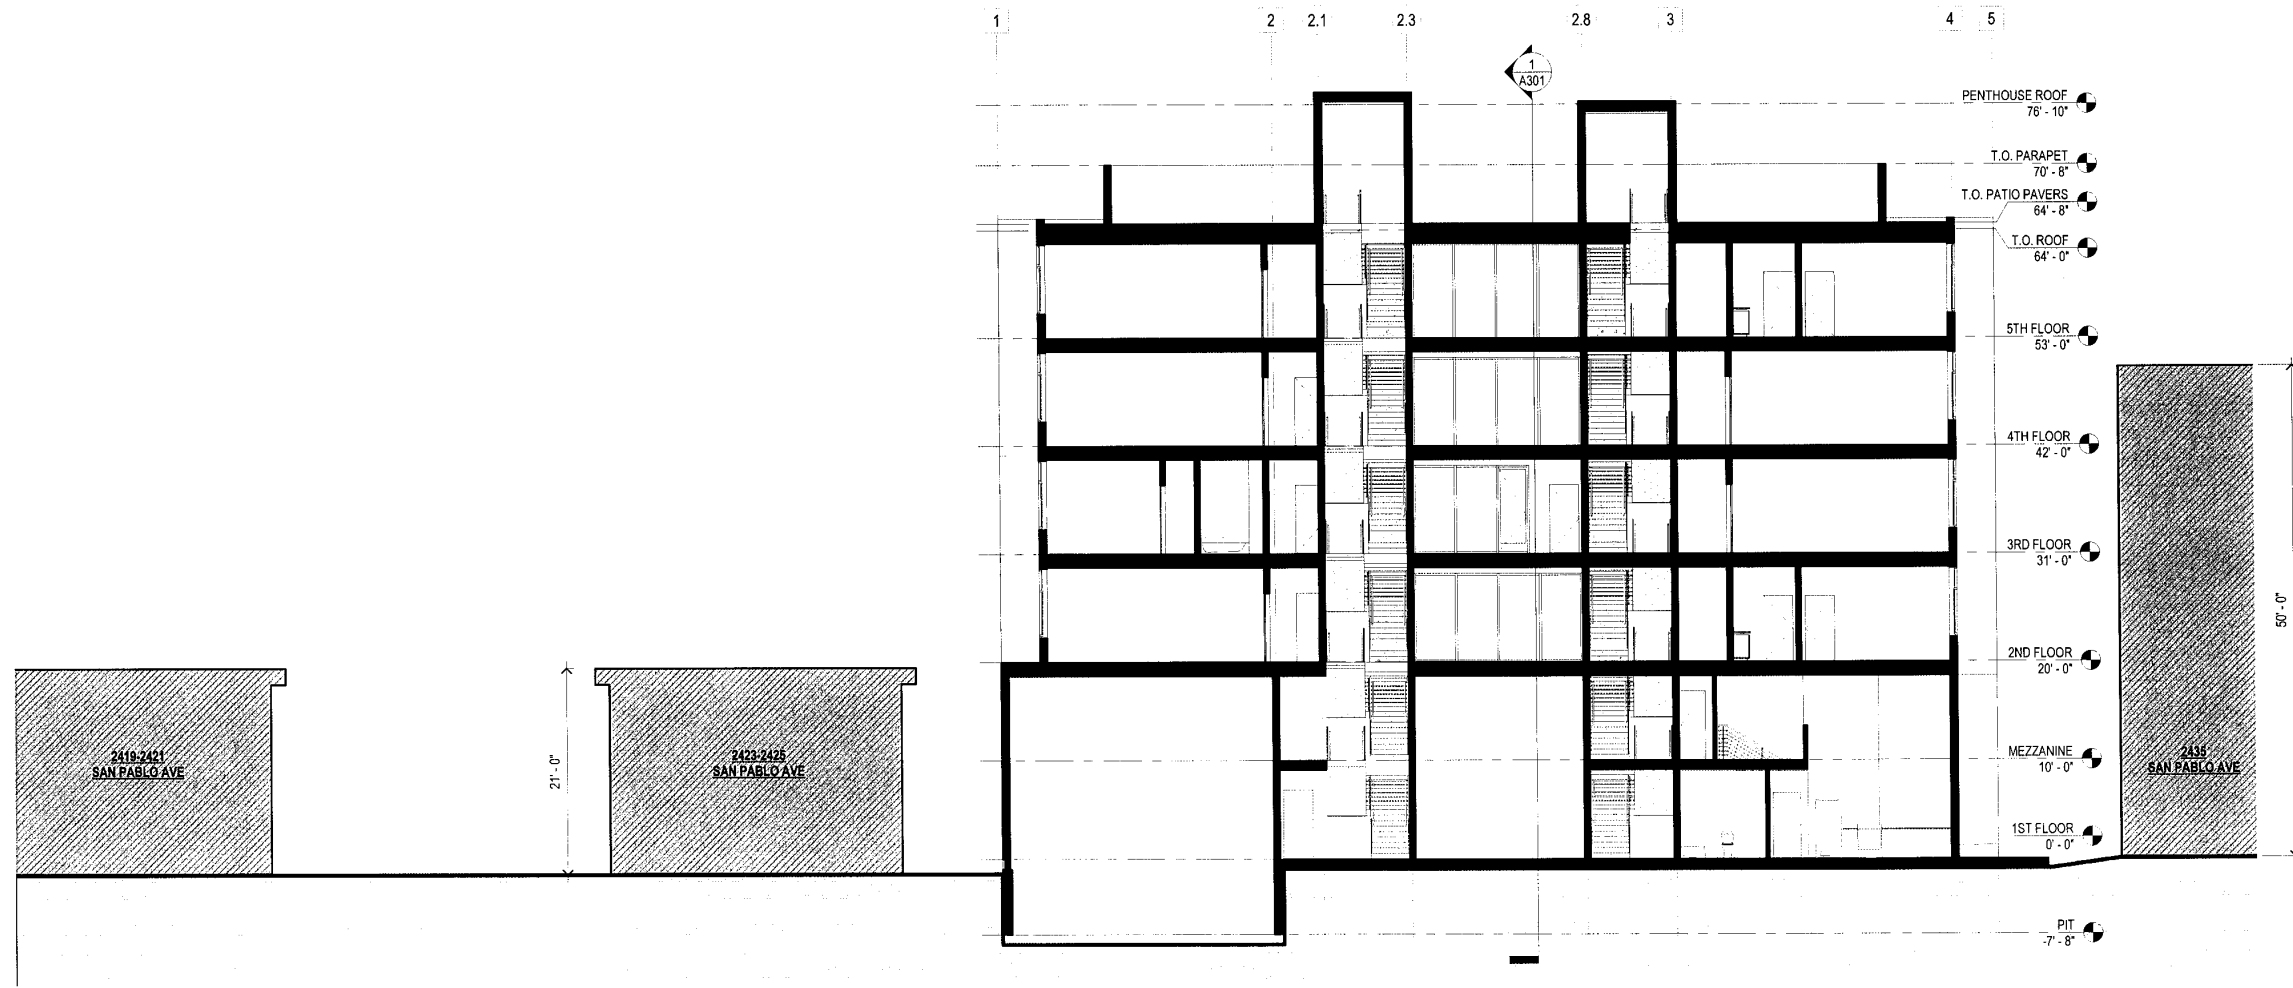 1
2
2.1
2.3
2.8
3
4
5
1
A301
PENTHOUSE ROOF
76' - 10"
T.O. PARAPET
70' - 8"
T.O. PATIO PAVERS
64' - 8"
T.O. ROOF
64' - 0"
5TH FLOOR
53' - 0"
4TH FLOOR
42' - 0"
3RD FLOOR
31' - 0"
50' - 0"
2ND FLOOR
20' - 0"
2419-2421
SAN PABLO AVE
21' - 0"
2423-2425
SAN PABLO AVE
MEZZANINE
10' - 0"
2435
SAN PABLO AVE
1ST FLOOR
0' - 0"
PIT
-7' - 8"